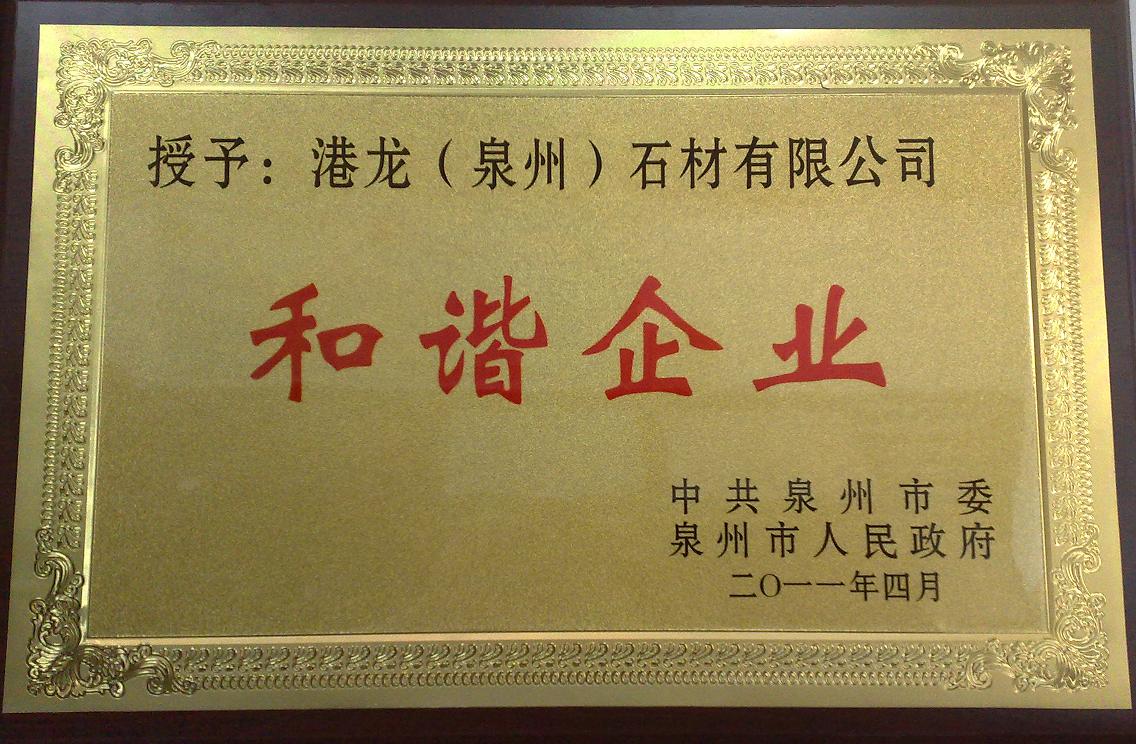 授予：港龙（泉州）石材有限公司
和谐企业
中共泉州市委
泉州市人民政府
二〇一一年四月